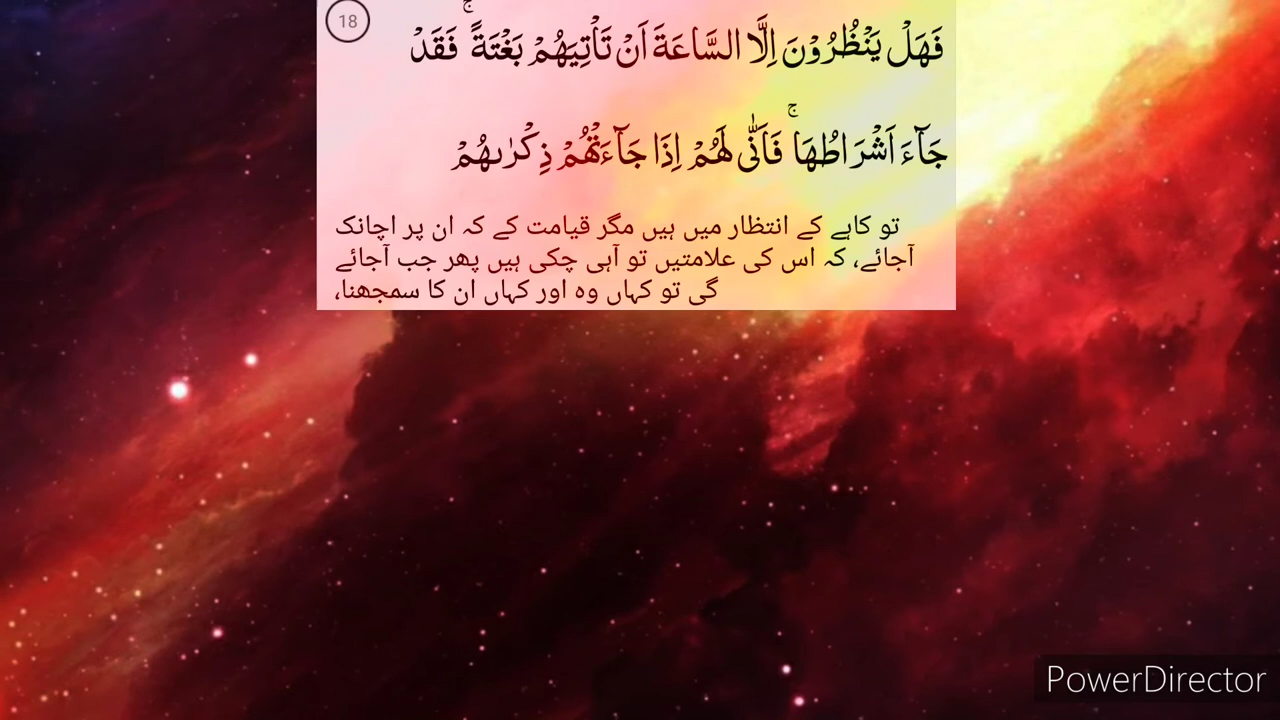 18
فَهَلْ يَنْظُرُوْنَ اِلَّا السَّاعَةَ اَنْ تَاْتِيَهُمْ بَغْتَةً ۚ فَقَدْ
جَآءَ اَشْرَاطُهَا ۚ فَاَنّٰى لَهُمْ اِذَا جَآءَتْهُمْ ذِكْرٰىهُمْ
تو کاہے کے انتظار میں ہیں مگر قیامت کے کہ ان پر اچانک
آجائے، کہ اس کی علامتیں تو آہی چکی ہیں پھر جب آجائے
گی تو کہاں وہ اور کہاں ان کا سمجھنا،
PowerDirector